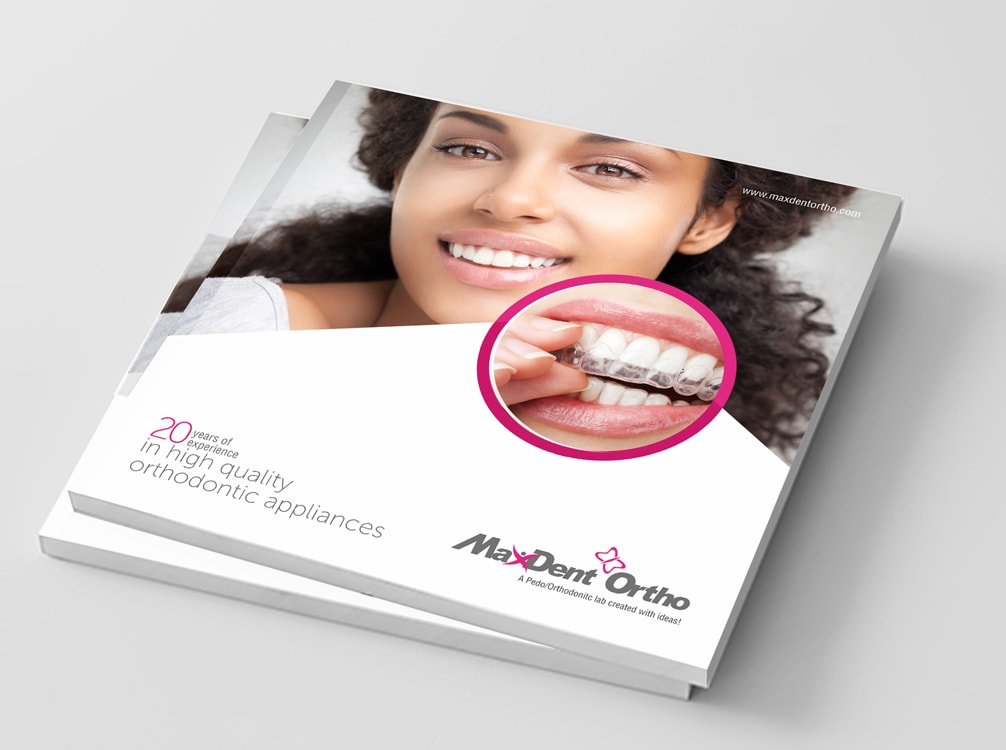 www.maxdentortho.com
20 years of
experience
in high quality
orthodontic appliances
MaxDent Ortho
A Pedo/Orthodonitc lab created with ideas!